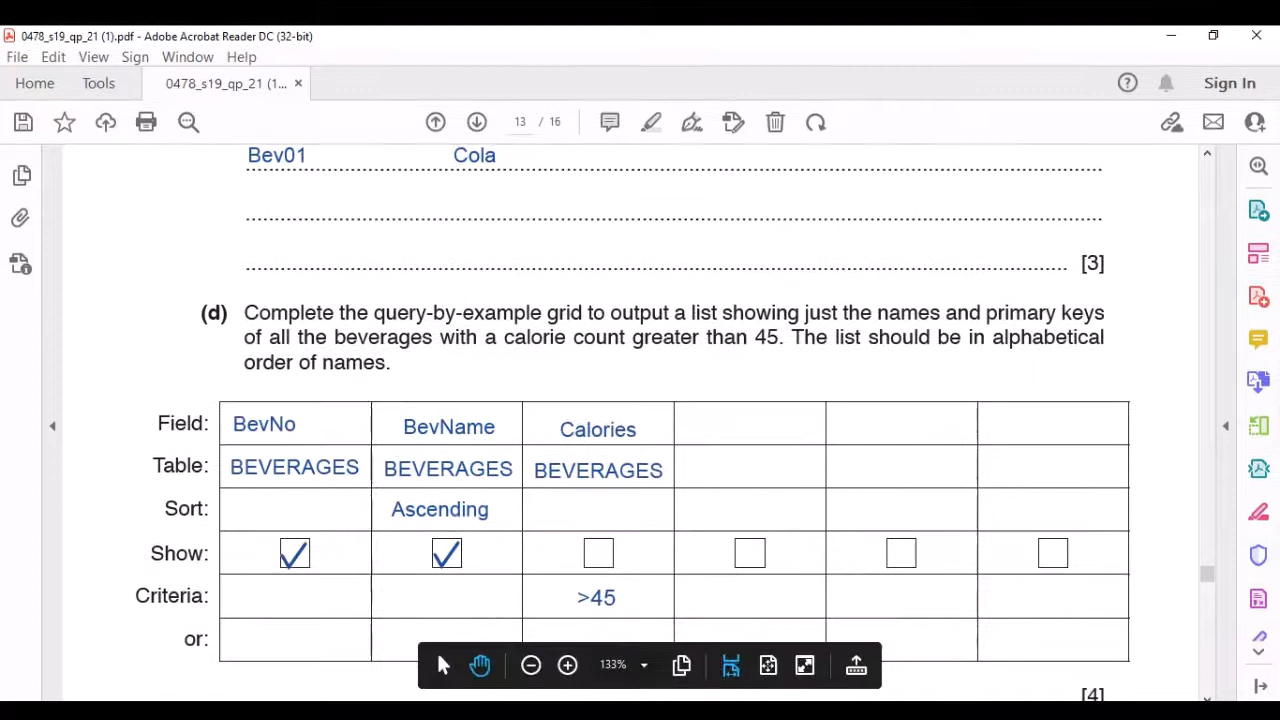 0478_s19_qp_21 (1).pdf - Adobe Acrobat Reader DC (32-bit)
File Edit View Sign Window Help
Home Tools 0478_s19_qp_21 (1... × Sign In
13 / 16
Bev01 Cola
[3]
(d) Complete the query-by-example grid to output a list showing just the names and primary keys
of all the beverages with a calorie count greater than 45. The list should be in alphabetical
order of names.
Field: BevNo BevName Calories
Table: BEVERAGES BEVERAGES BEVERAGES
Sort: Ascending
Show:
Criteria: >45
or:
133%
[4]